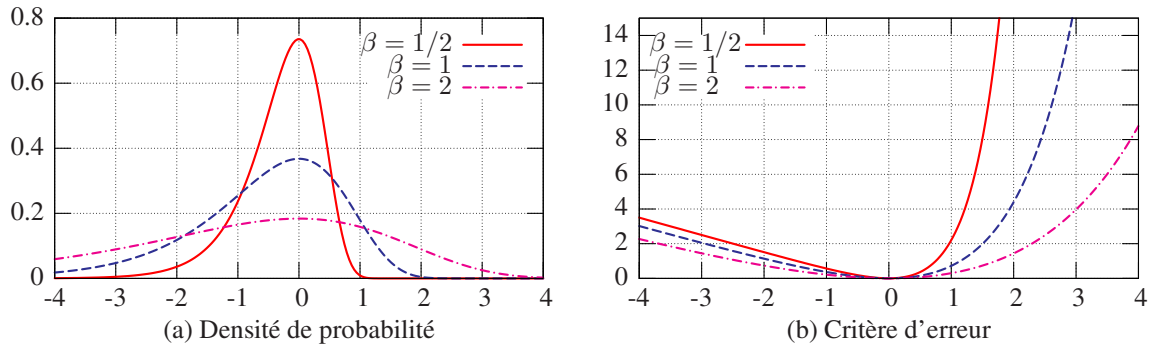 0.8
0.6
0.4
0.2
0
-4 -3 -2 -1 0 1 2 3 4
β = 1/2
β = 1
β = 2
(a) Densité de probabilité
14
12
10
8
6
4
2
0
-4 -3 -2 -1 0 1 2 3 4
β = 1/2
β = 1
β = 2
(b) Critère d'erreur